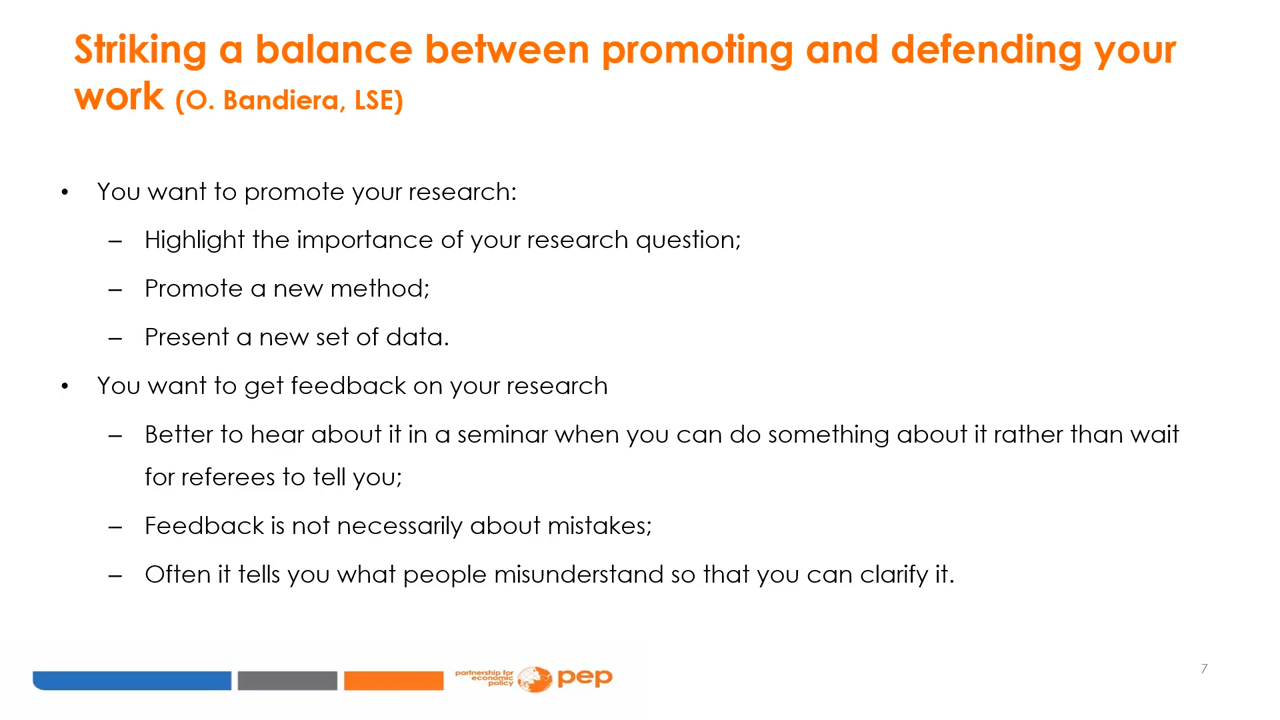 Striking a balance between promoting and defending your
work (O. Bandiera, LSE)
• You want to promote your research:
– Highlight the importance of your research question;
– Promote a new method;
– Present a new set of data.
• You want to get feedback on your research
– Better to hear about it in a seminar when you can do something about it rather than wait
for referees to tell you;
– Feedback is not necessarily about mistakes;
– Often it tells you what people misunderstand so that you can clarify it.
partnership for
economic
policy
pep
7